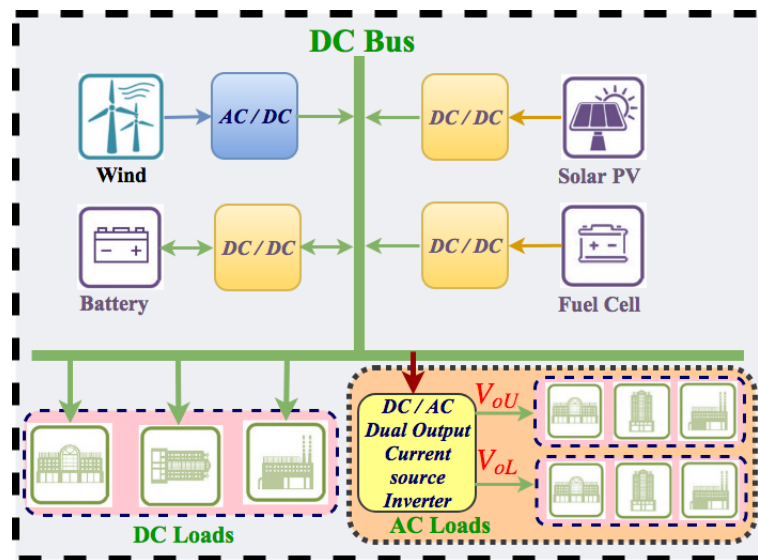 DC Bus
AC / DC
DC / DC
Wind
Solar PV
DC / DC
DC / DC
Battery
Fuel Cell
DC / AC
Dual Output
Current
source
Inverter
VoU
VoL
DC Loads
AC Loads